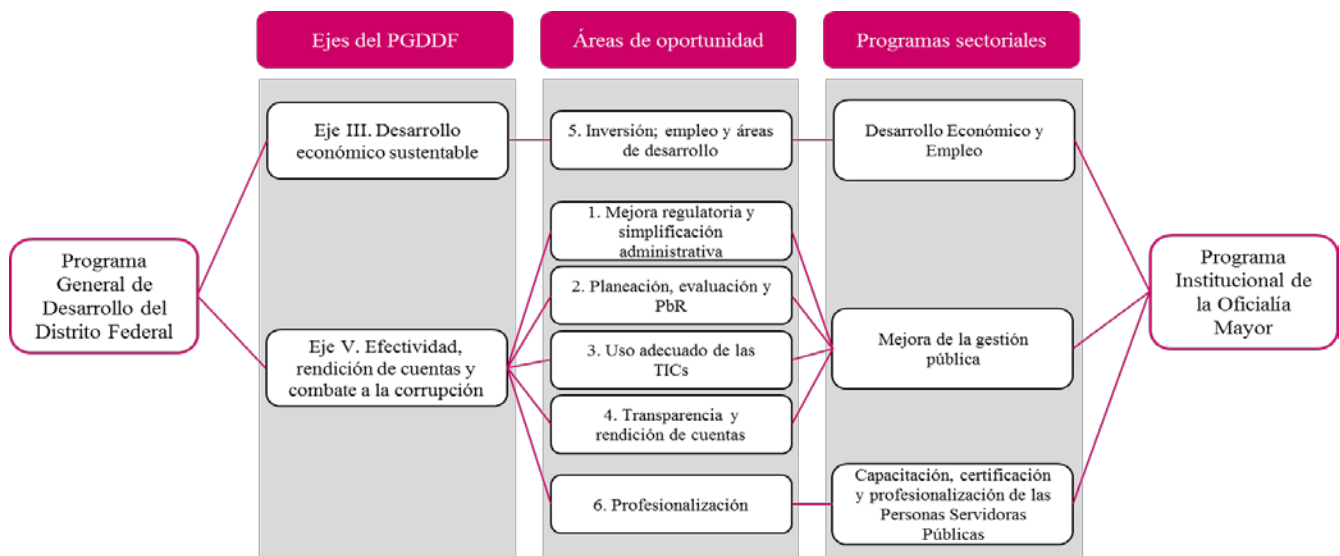 Ejes del PGDDF
Áreas de oportunidad
Programas sectoriales
Programa
General de
Desarrollo del
Distrito Federal
Eje III. Desarrollo
económico sustentable
Eje V. Efectividad,
rendición de cuentas y
combate a la corrupción
5. Inversión; empleo y áreas
de desarrollo
1. Mejora regulatoria y
simplificación
administrativa
2. Planeación, evaluación y
PbR
3. Uso adecuado de las
TICs
4. Transparencia y
rendición de cuentas
6. Profesionalización
Desarrollo Económico y
Empleo
Mejora de la gestión
pública
Capacitación, certificación
y profesionalización de las
Personas Servidoras
Públicas
Programa
Institucional de
la Oficialía
Mayor